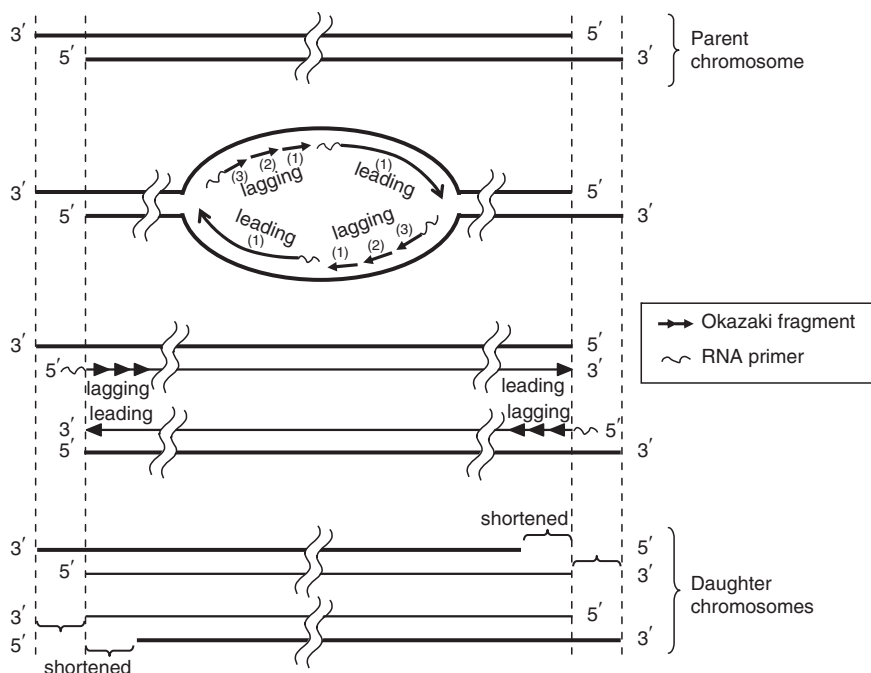 3′ 5′
Parent
chromosome
5′ 3′
(3) (2) (1)
lagging
(1)
leading
3′ 5′
5′ 3′
leading
(1)
lagging
(1) (2) (3)
Okazaki fragment
RNA primer
3′ 5′
5′ 3′
lagging leading
leading lagging
3′ 5′
5′ 3′
shortened
3′ 5′
5′ 3′
Daughter
chromosomes
3′ 5′
5′ 3′
shortened